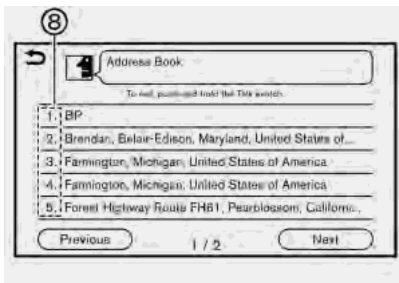 ⑧
Address Book
To exit, push and hold the Talk switch.
1. BP
2. Brendan, Belair-Edison, Maryland, United States of...
3. Farmington, Michigan, United States of America
4. Farmington, Michigan, United States of America
5. Forest Highway Route FH61, Pearblossom, Californi...
Previous 1 / 2 Next